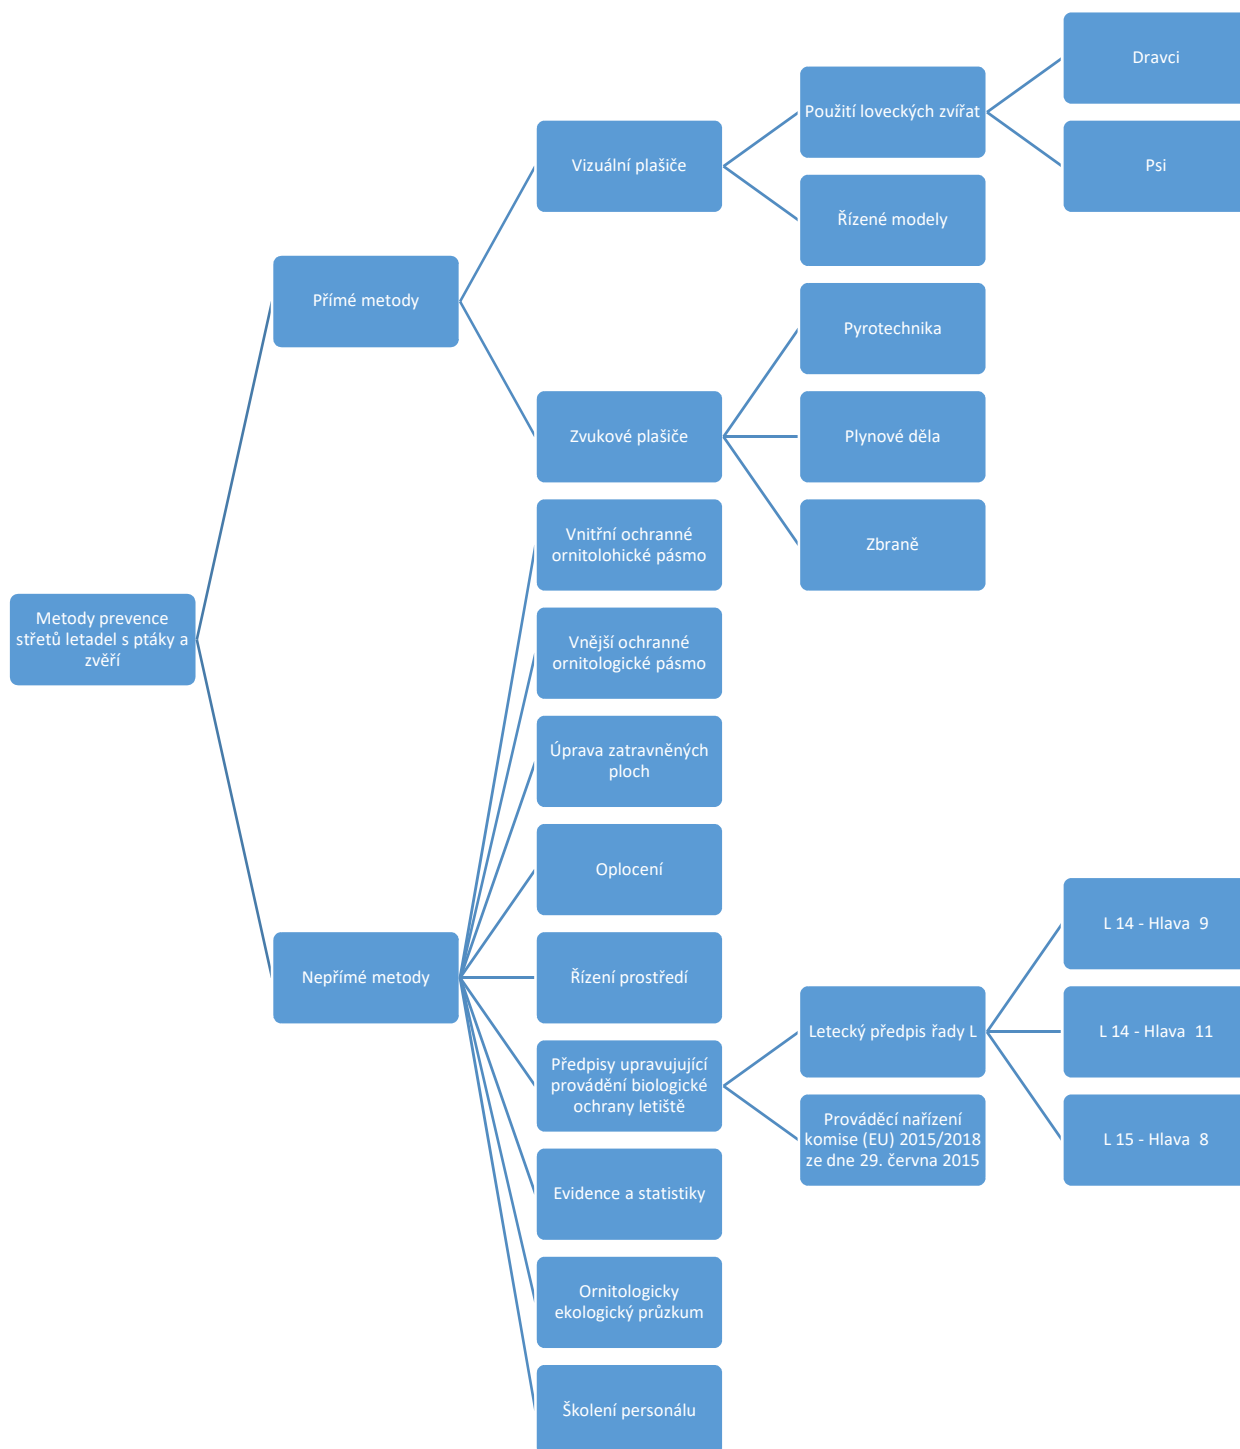 Metody prevence
střetů letadel s ptáky a
zvěří
Přímé metody
Vizuální plašiče
Použití loveckých zvířat
Dravci
Psi
Řízené modely
Zvukové plašiče
Pyrotechnika
Plynové děla
Zbraně
Nepřímé metody
Vnitřní ochranné
ornitolohické pásmo
Vnější ochranné
ornitologické pásmo
Úprava zatravněných
ploch
Oplocení
Řízení prostředí
Předpisy upravujující
provádění biologické
ochrany letiště
Letecký předpis řady L
L 14 - Hlava  9
L 14 - Hlava  11
L 15 - Hlava  8
Prováděcí nařízení
komise (EU) 2015/2018
ze dne 29. června 2015
Evidence a statistiky
Ornitologicky
ekologický průzkum
Školení personálu